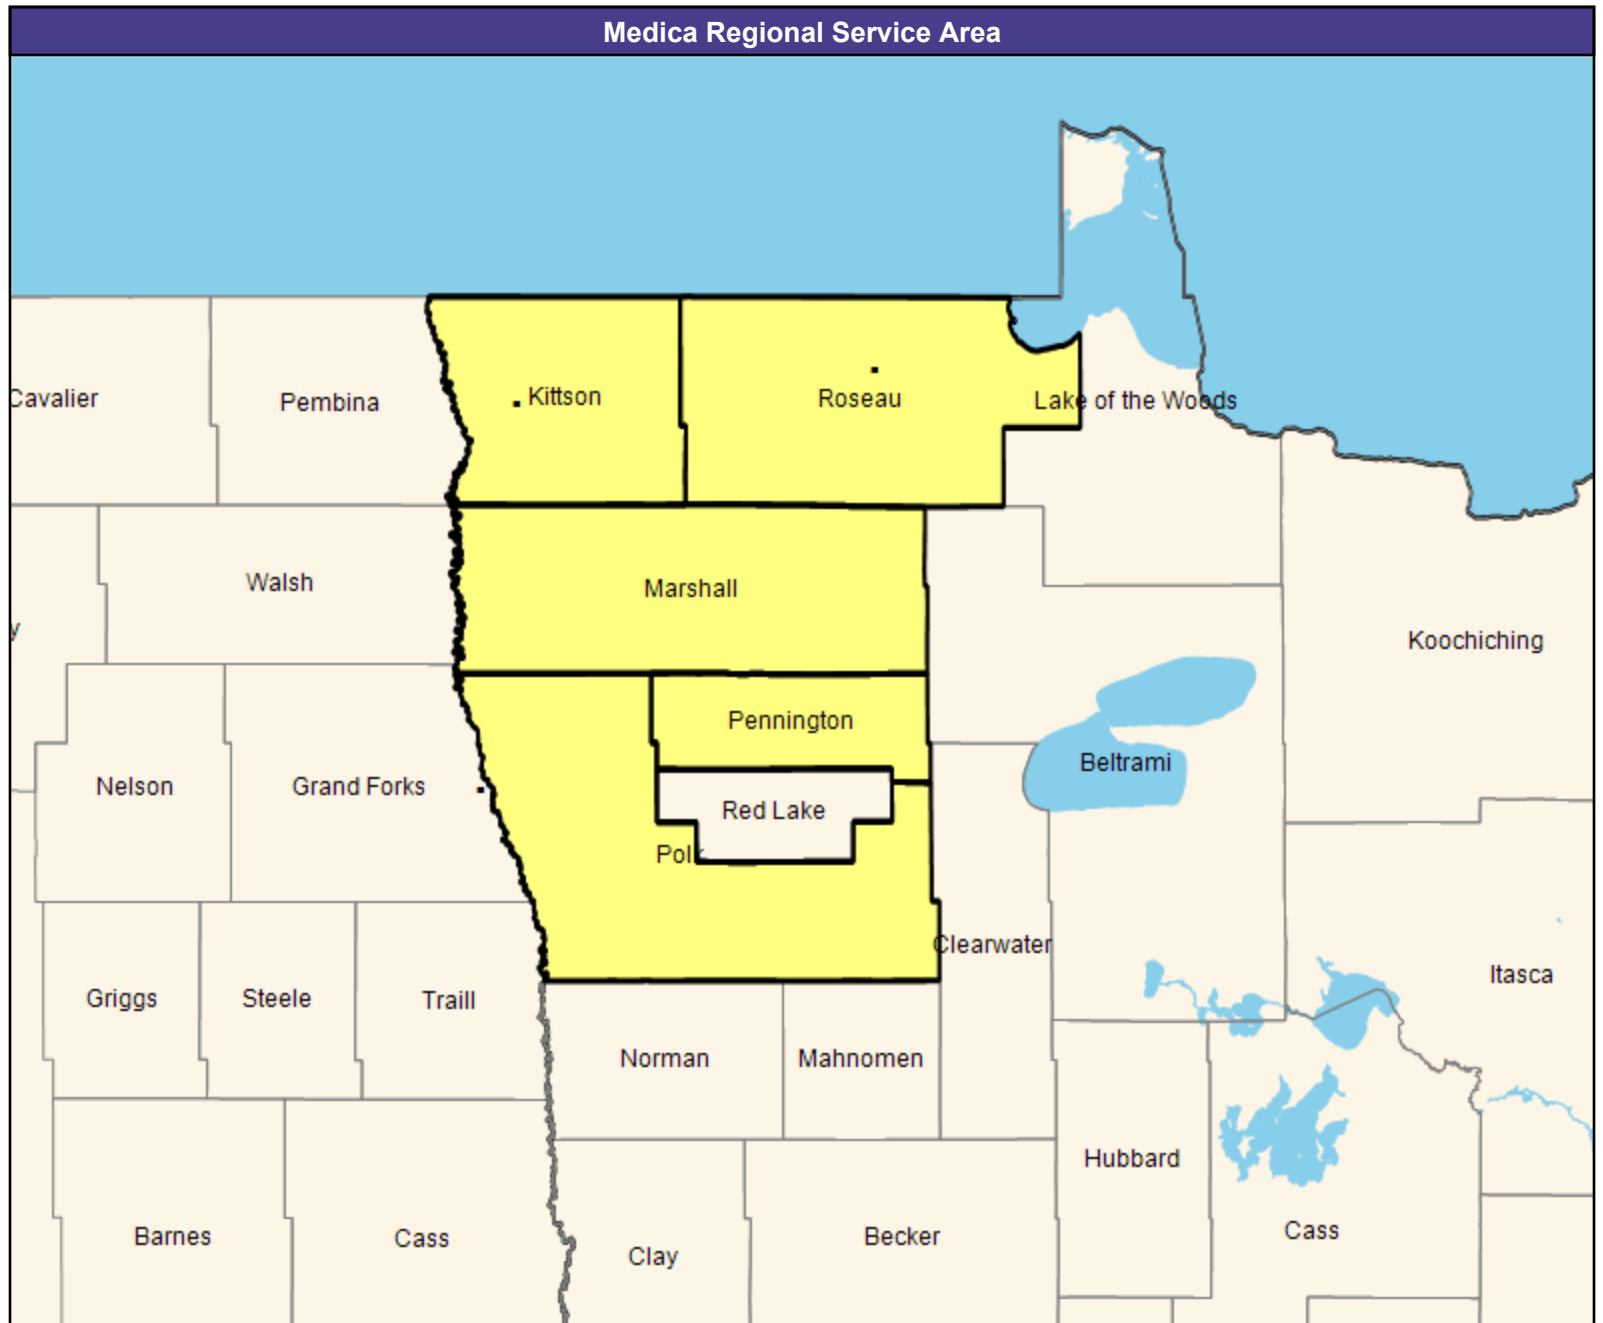 Medica Regional Service Area
Cavalier
Pembina
Kittson
Roseau
Lake of the Woods
Walsh
Marshall
y
Koochiching
Pennington
Beltrami
Nelson
Grand Forks
Red Lake
Polk
Clearwater
Griggs
Steele
Traill
Itasca
Norman
Mahnomen
Hubbard
Barnes
Cass
Clay
Becker
Cass